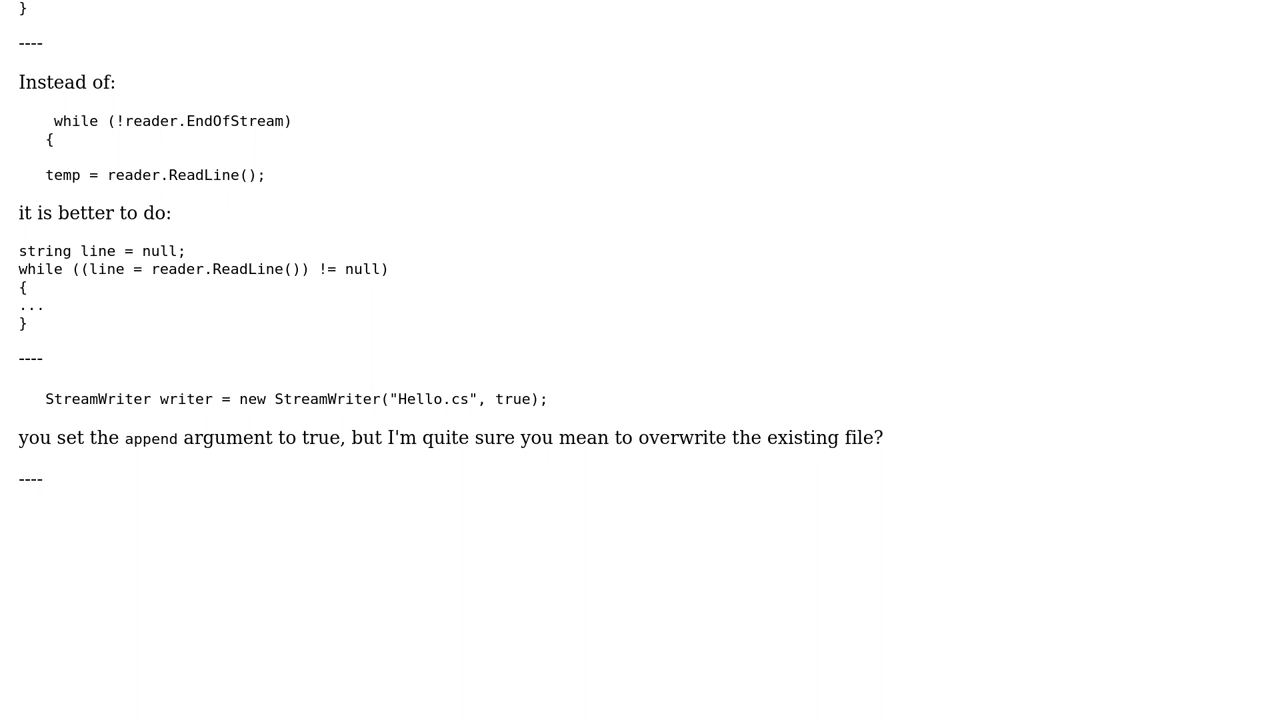 }
----
Instead of:
    while (!reader.EndOfStream)
   {
   temp = reader.ReadLine();
it is better to do:
string line = null;
while ((line = reader.ReadLine()) != null)
{
...
}
----
   StreamWriter writer = new StreamWriter("Hello.cs", true);
you set the append argument to true, but I'm quite sure you mean to overwrite the existing file?
----